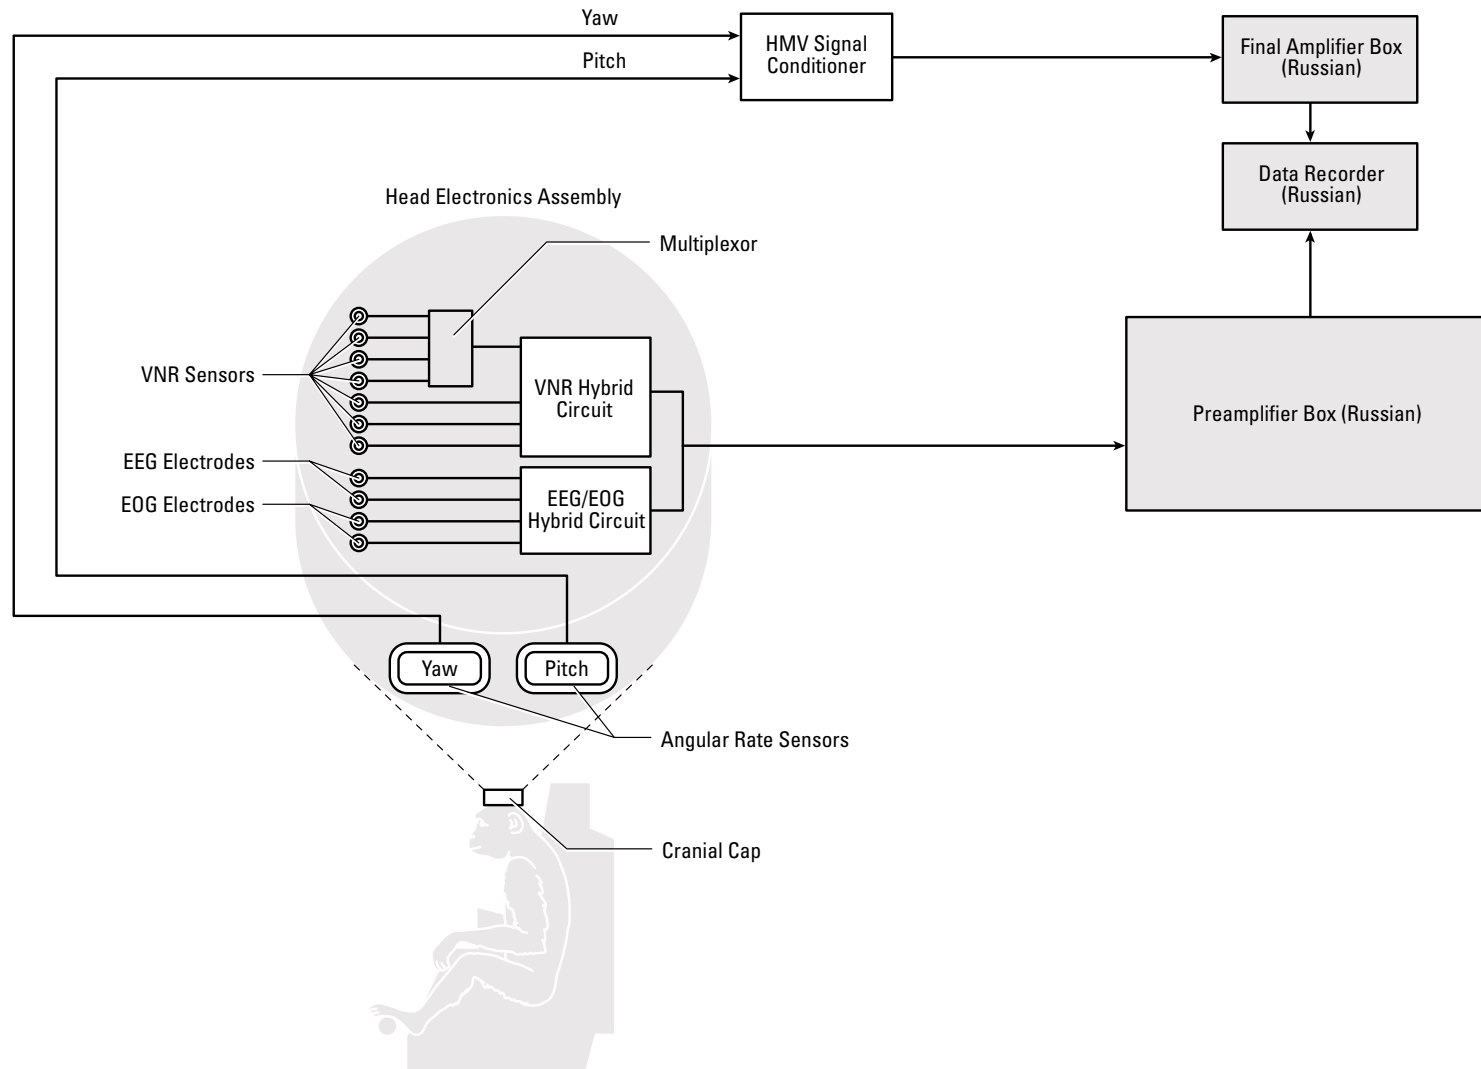 Yaw
Pitch
HMV Signal
Conditioner
Final Amplifier Box
(Russian)
Data Recorder
(Russian)
Head Electronics Assembly
Multiplexor
VNR Sensors
VNR Hybrid
Circuit
Preamplifier Box (Russian)
EEG Electrodes
EOG Electrodes
EEG/EOG
Hybrid Circuit
Yaw
Pitch
Angular Rate Sensors
Cranial Cap